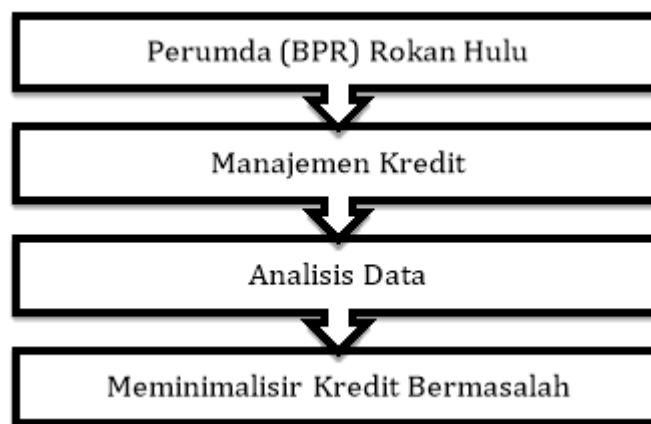 Perumda (BPR) Rokan Hulu
Manajemen Kredit
Analisis Data
Meminimalisir Kredit Bermasalah